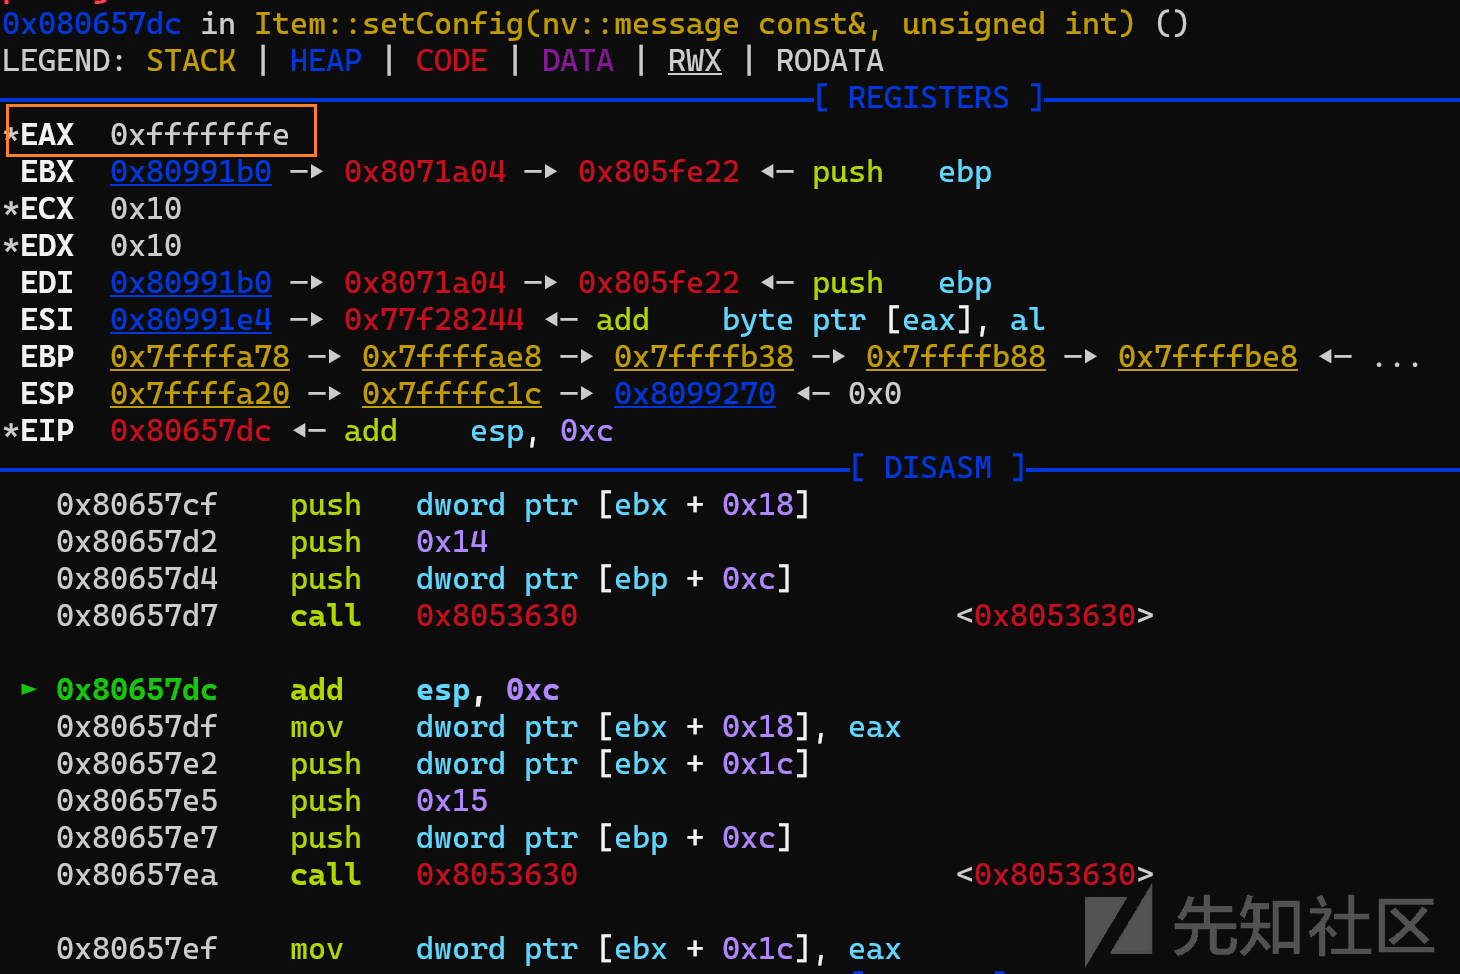 0x080657dc in Item::setConfig(nv::message const&, unsigned int) ()
LEGEND: STACK | HEAP | CODE | DATA | RWX | RODATA
[ REGISTERS ]
*EAX 0xfffffffe
EBX 0x80991b0 —▸ 0x8071a04 —▸ 0x805fe22 ◂— push ebp
*ECX 0x10
*EDX 0x10
EDI 0x80991b0 —▸ 0x8071a04 —▸ 0x805fe22 ◂— push ebp
ESI 0x80991e4 —▸ 0x77f28244 ◂— add byte ptr [eax], al
EBP 0x7ffffa78 —▸ 0x7ffffae8 —▸ 0x7ffffb38 —▸ 0x7ffffb88 —▸ 0x7ffffbe8 ◂— ...
ESP 0x7ffffa20 —▸ 0x7ffffc1c —▸ 0x8099270 ◂— 0x0
*EIP 0x80657dc ◂— add esp, 0xc
[ DISASM ]
0x80657cf push dword ptr [ebx + 0x18]
0x80657d2 push 0x14
0x80657d4 push dword ptr [ebp + 0xc]
0x80657d7 call 0x8053630 <0x8053630>
► 0x80657dc add esp, 0xc
0x80657df mov dword ptr [ebx + 0x18], eax
0x80657e2 push dword ptr [ebx + 0x1c]
0x80657e5 push 0x15
0x80657e7 push dword ptr [ebp + 0xc]
0x80657ea call 0x8053630 <0x8053630>
0x80657ef mov dword ptr [ebx + 0x1c], eax
先知社区